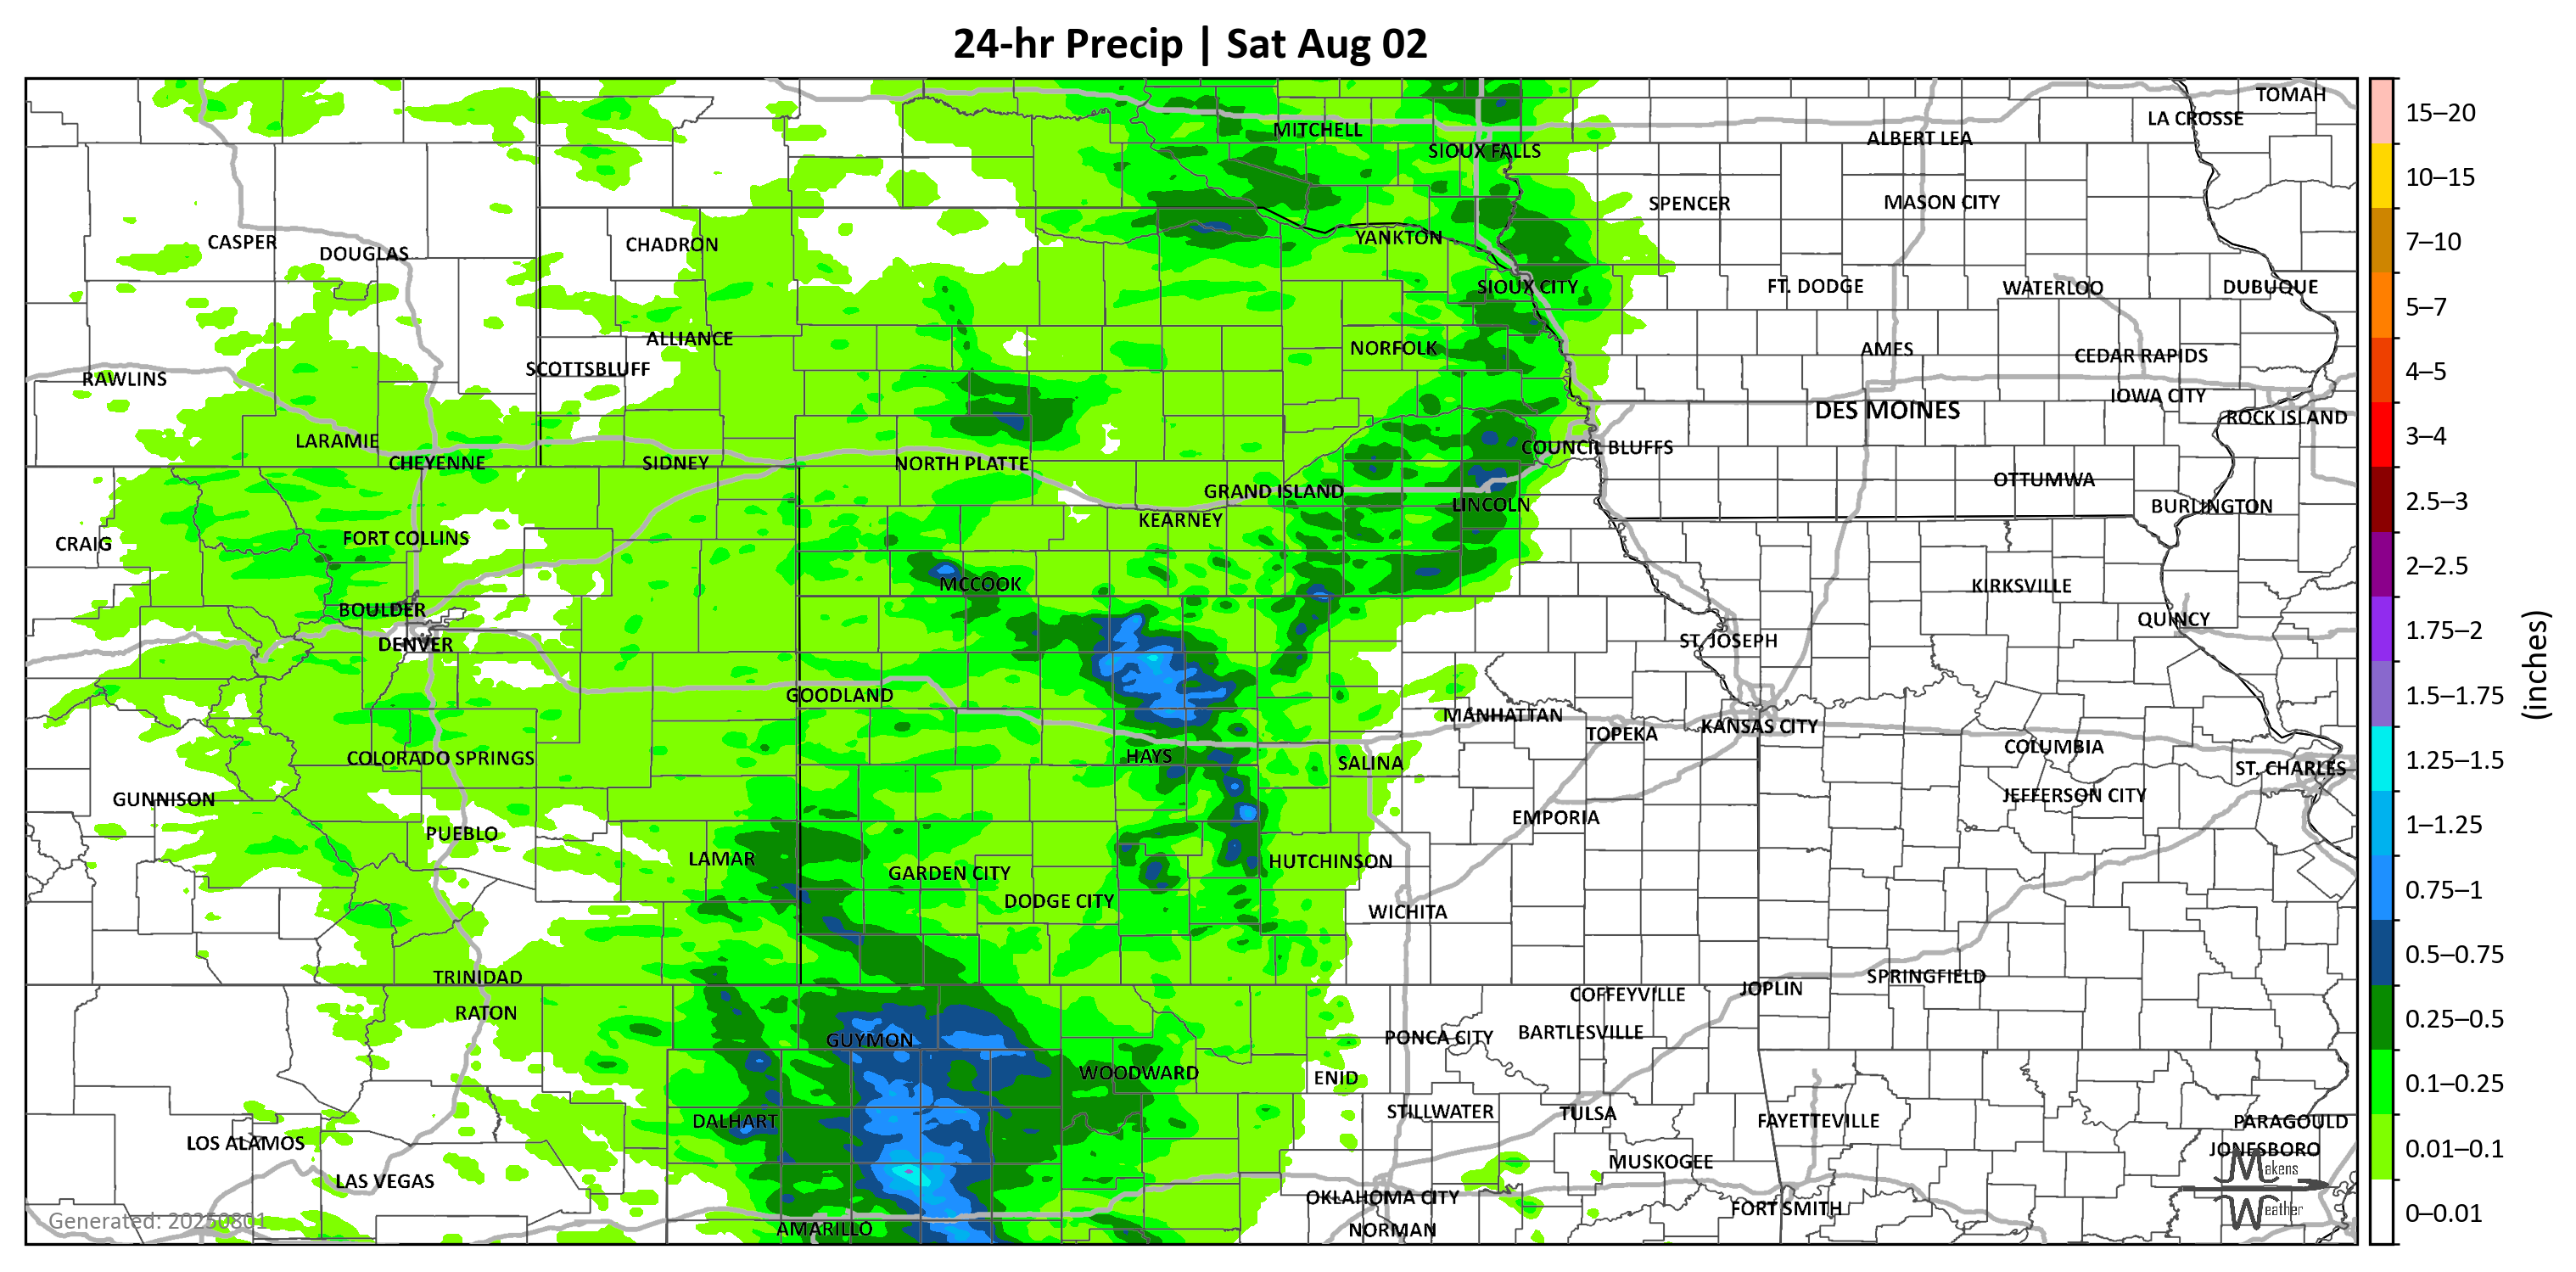 24-hr Precip | Sat Aug 02
TOMAH
LA CROSSE
MITCHELL
ALBERT LEA
SIOUX FALLS
SPENCER
MASON CITY
CASPER
DOUGLAS
CHADRON
YANKTON
SIOUX CITY
FT. DODGE
WATERLOO
DUBUQUE
ALLIANCE
NORFOLK
AMES
CEDAR RAPIDS
SCOTTSBLUFF
RAWLINS
IOWA CITY
DES MOINES
ROCK ISLAND
LARAMIE
COUNCIL BLUFFS
CHEYENNE
SIDNEY
NORTH PLATTE
OTTUMWA
GRAND ISLAND
LINCOLN
BURLINGTON
KEARNEY
FORT COLLINS
CRAIG
MCCOOK
KIRKSVILLE
BOULDER
QUINCY
DENVER
ST. JOSEPH
GOODLAND
MANHATTAN
KANSAS CITY
TOPEKA
COLUMBIA
COLORADO SPRINGS
HAYS
SALINA
ST. CHARLES
GUNNISON
JEFFERSON CITY
EMPORIA
PUEBLO
LAMAR
HUTCHINSON
GARDEN CITY
DODGE CITY
WICHITA
TRINIDAD
SPRINGFIELD
JOPLIN
COFFEYVILLE
RATON
BARTLESVILLE
PONCA CITY
GUYMON
WOODWARD
ENID
STILLWATER
TULSA
DALHART
FAYETTEVILLE
PARAGOULD
LOS ALAMOS
JONESBORO
MUSKOGEE
LAS VEGAS
OKLAHOMA CITY
FORT SMITH
AMARILLO
NORMAN
Generated: 20250801
Makens
Weather
15–20
10–15
7–10
5–7
4–5
3–4
2.5–3
2–2.5
1.75–2
1.5–1.75
1.25–1.5
1–1.25
0.75–1
0.5–0.75
0.25–0.5
0.1–0.25
0.01–0.1
0–0.01
(inches)